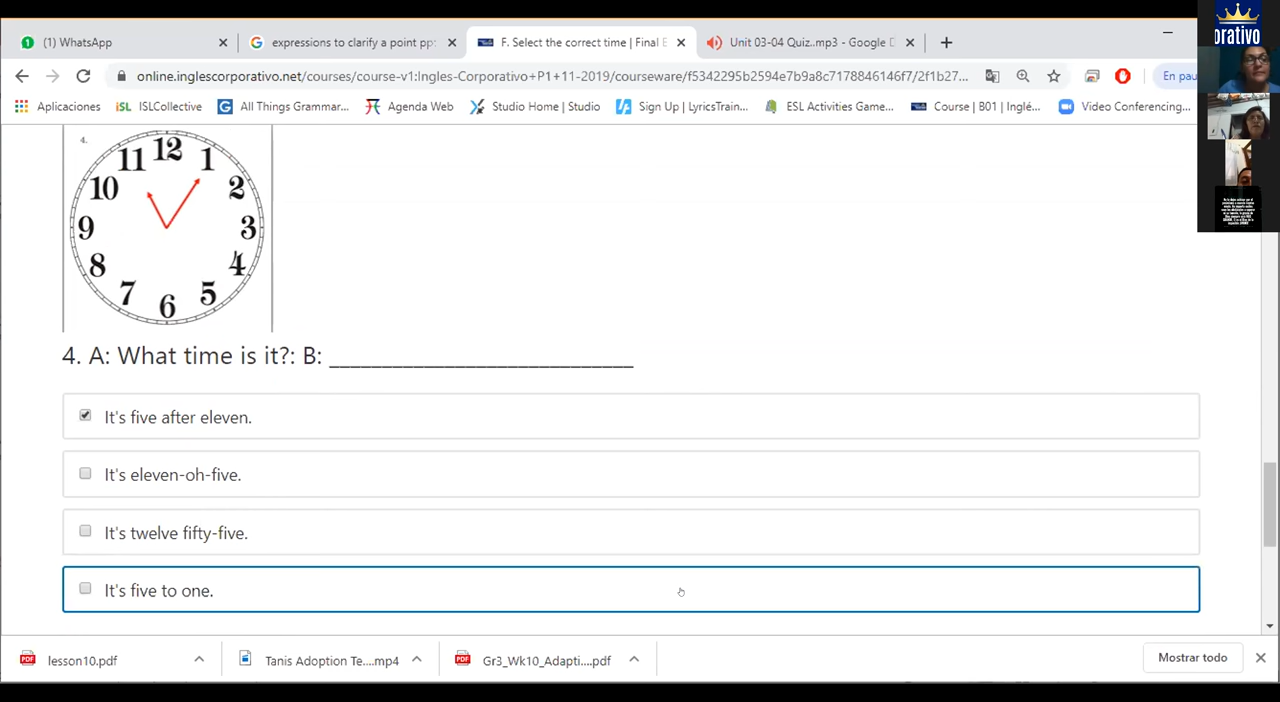 (1) WhatsApp
expressions to clarify a point ppt
F. Select the correct time | Final E
Unit 03-04 Quiz..mp3 - Google D
online.inglescorporativo.net/courses/course-v1:Ingles-Corporativo+P1+11-2019/courseware/f5342295b2594e7b9a8c7178846146f7/2f1b27...
En pau
Aplicaciones
iSL ISLCollective
G All Things Grammar...
Agenda Web
Studio Home | Studio
Sign Up | LyricsTrain...
ESL Activities Game...
Course | B01 | Inglé...
Video Conferencing...
orativo
4.
12
11 1
10 2
9 3
8 4
7 5
6
4. A: What time is it?: B: ____________________________
It's five after eleven.
It's eleven-oh-five.
It's twelve fifty-five.
It's five to one.
lesson10.pdf
Tanis Adoption Te....mp4
Gr3_Wk10_Adapti....pdf
Mostrar todo